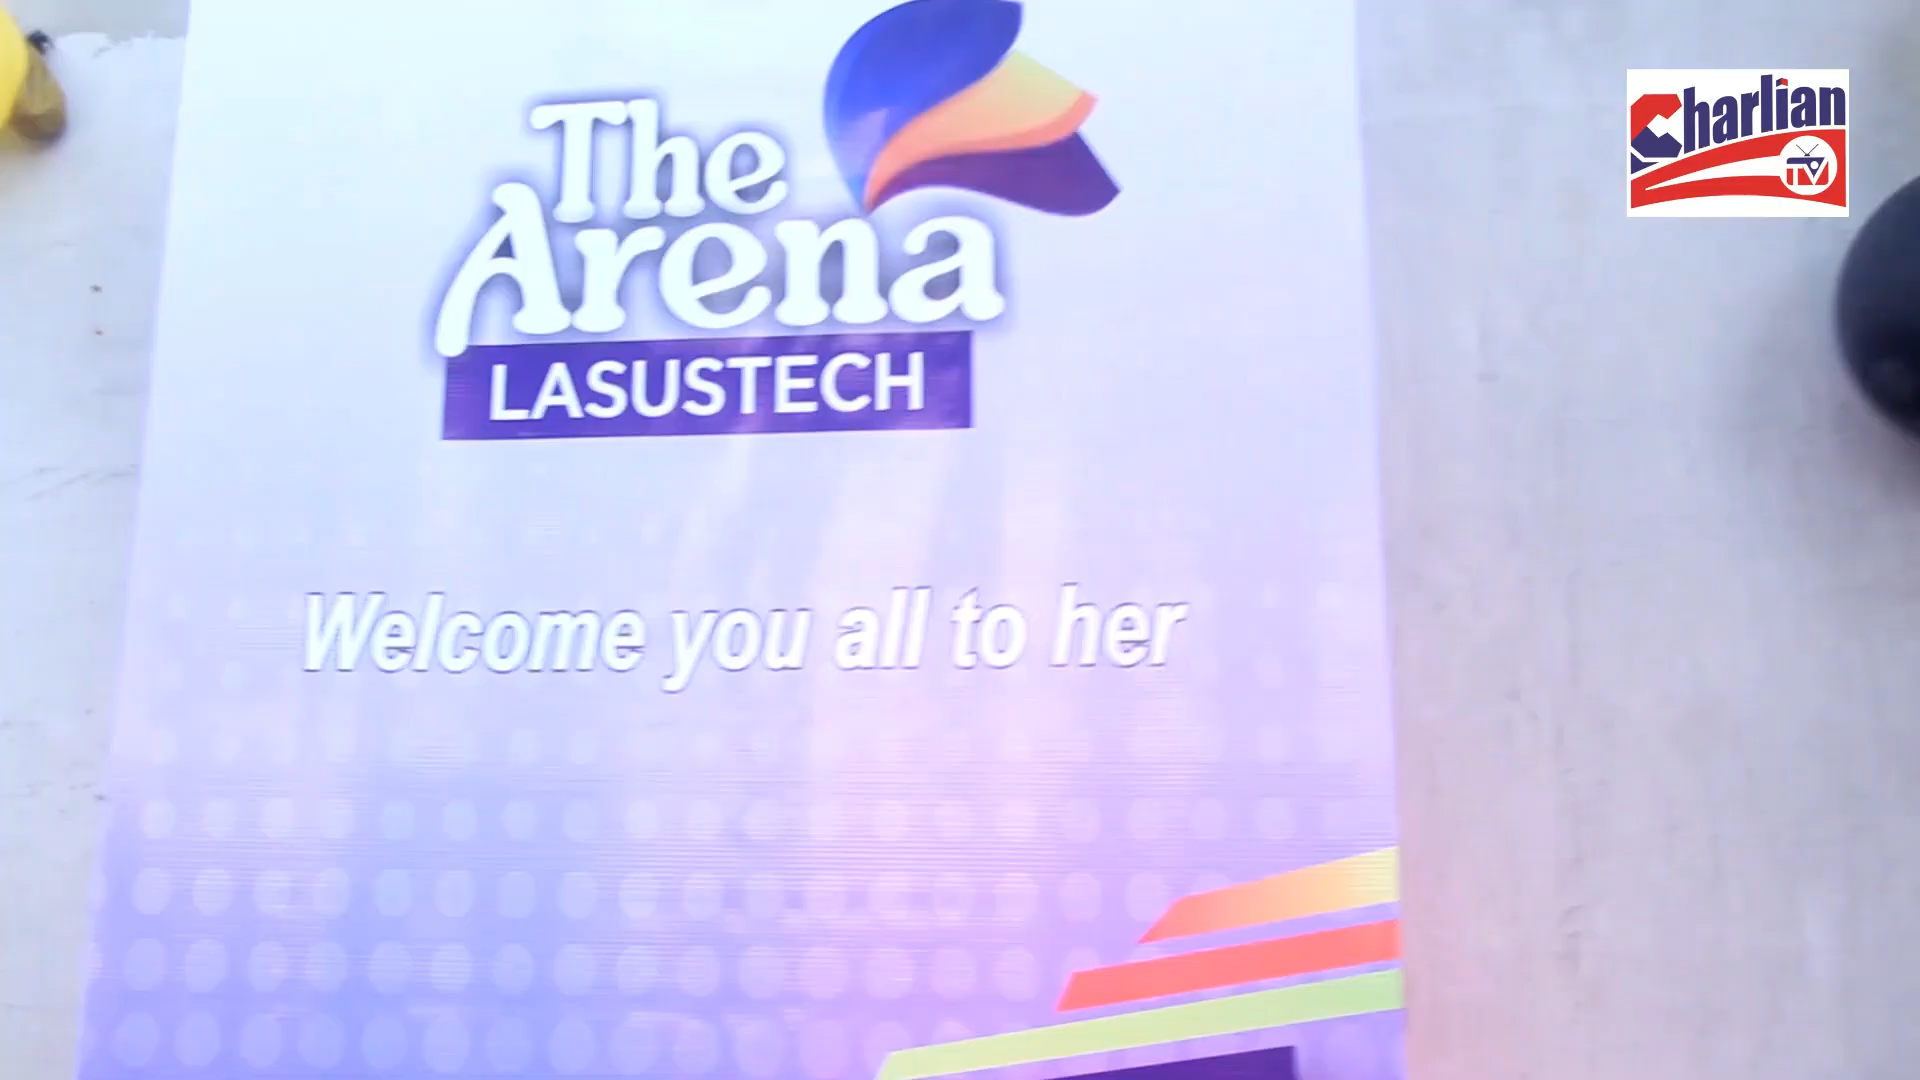 The
Arena
LASUSTECH
Welcome you all to her
Charlian
TV